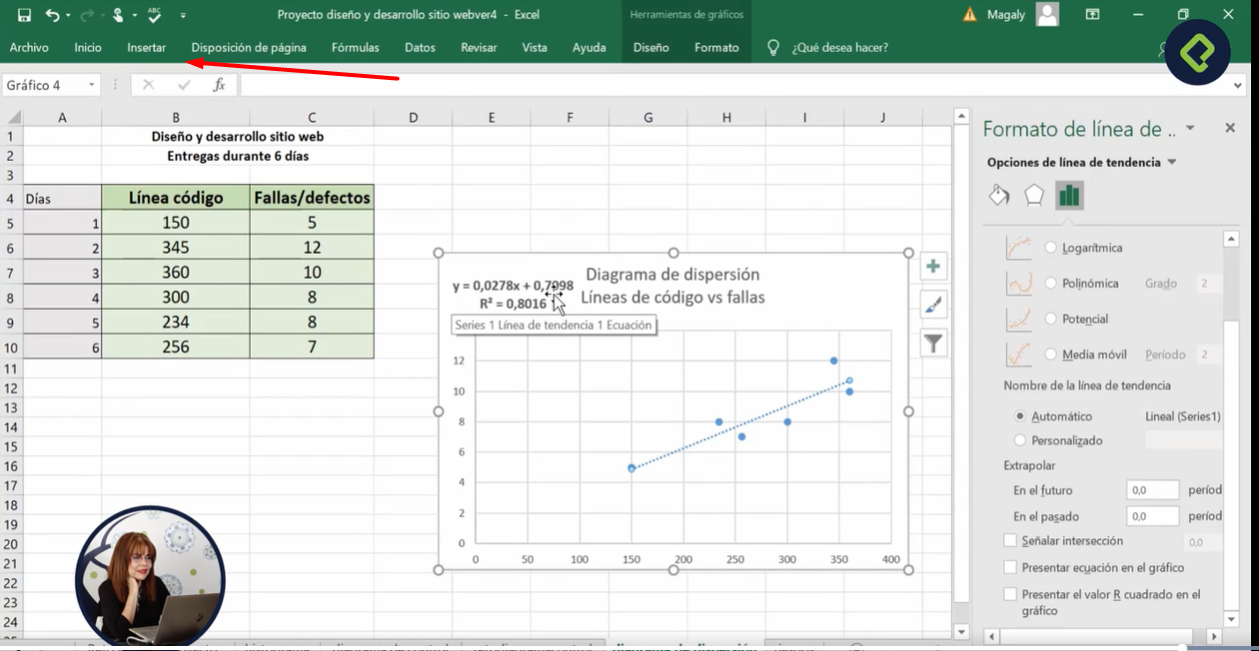 Proyecto diseño y desarrollo sitio webver4 - Excel
Herramientas de gráficos
Magaly
Archivo Inicio Insertar Disposición de página Fórmulas Datos Revisar Vista Ayuda Diseño Formato ¿Qué desea hacer?
Gráfico 4
fx
A B C D E F G H I J
1 Diseño y desarrollo sitio web
2 Entregas durante 6 días
3
4 Días Línea código Fallas/defectos
5 1 150 5
6 2 345 12
7 3 360 10
8 4 300 8
9 5 234 8
10 6 256 7
11
12
13
14
15
16
17
18
19
20
21
22
23
24
Diagrama de dispersión
Líneas de código vs fallas
y = 0,0278x + 0,7098
R² = 0,8016
Series 1 Línea de tendencia 1 Ecuación
12
10
8
6
4
2
0
0 50 100 150 200 250 300 350 400
Formato de línea de ..
Opciones de línea de tendencia
Logarítmica
Polinómica Grado 2
Potencial
Media móvil Período 2
Nombre de la línea de tendencia
Automático Lineal (Series1)
Personalizado
Extrapolar
En el futuro 0,0 períod
En el pasado 0,0 períod
Señalar intersección 0,0
Presentar ecuación en el gráfico
Presentar el valor R cuadrado en el
gráfico